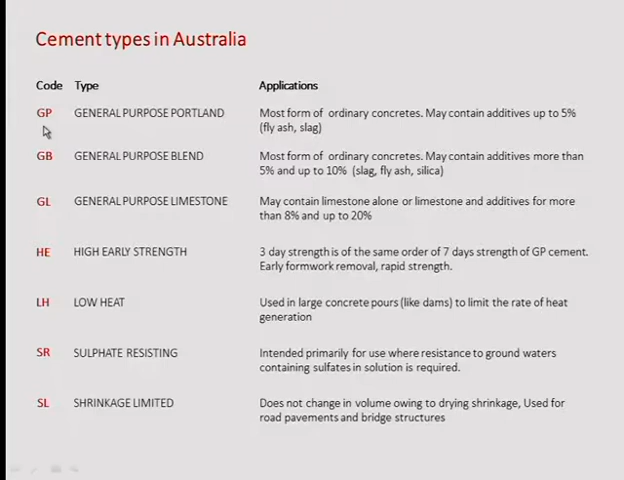 Cement types in Australia
Code Type Applications
GP GENERAL PURPOSE PORTLAND Most form of ordinary concretes. May contain additives up to 5%
(fly ash, slag)
GB GENERAL PURPOSE BLEND Most form of ordinary concretes. May contain additives more than
5% and up to 10% (slag, fly ash, silica)
GL GENERAL PURPOSE LIMESTONE May contain limestone alone or limestone and additives for more
than 8% and up to 20%
HE HIGH EARLY STRENGTH 3 day strength is of the same order of 7 days strength of GP cement.
Early formwork removal, rapid strength.
LH LOW HEAT Used in large concrete pours (like dams) to limit the rate of heat
generation
SR SULPHATE RESISTING Intended primarily for use where resistance to ground waters
containing sulfates in solution is required.
SL SHRINKAGE LIMITED Does not change in volume owing to drying shrinkage, Used for
road pavements and bridge structures